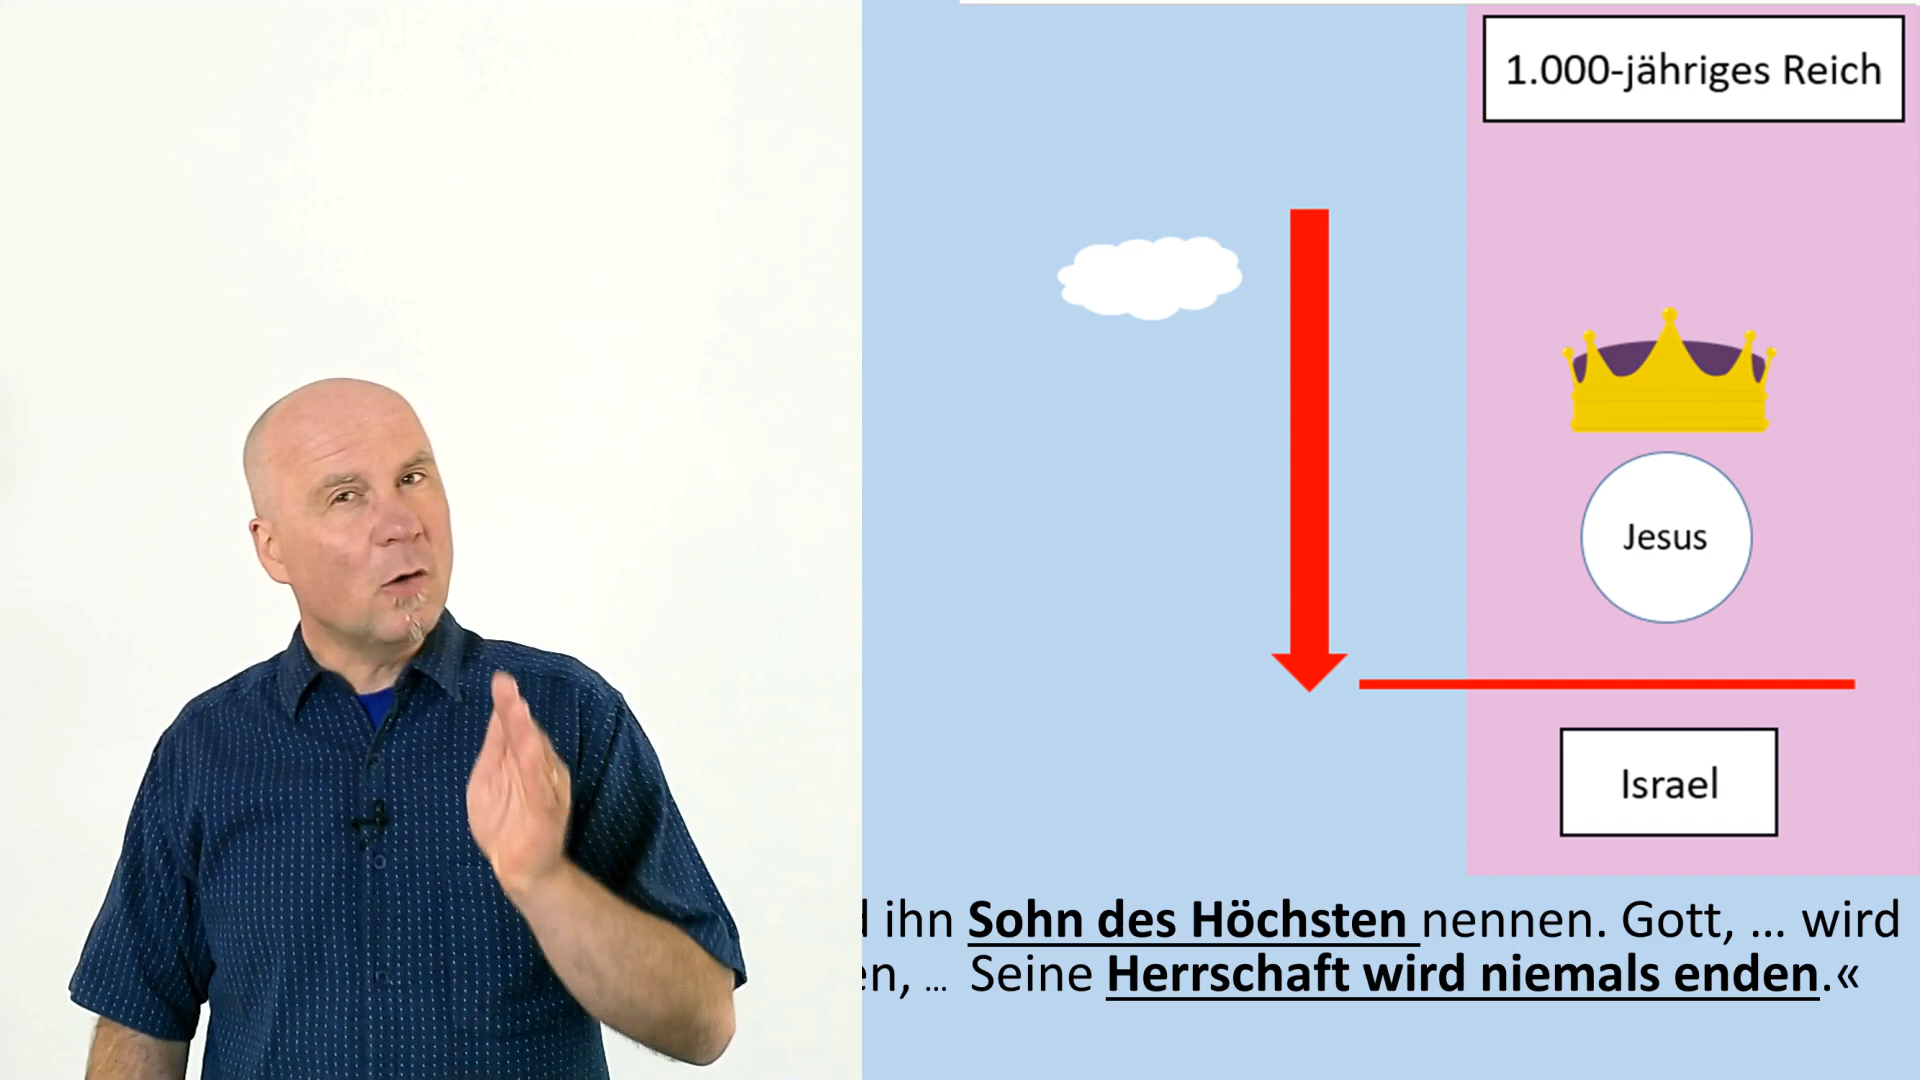 1.000-jähriges Reich
Jesus
Israel
ihn Sohn des Höchsten nennen. Gott, ... wird
... Seine Herrschaft wird niemals enden.«